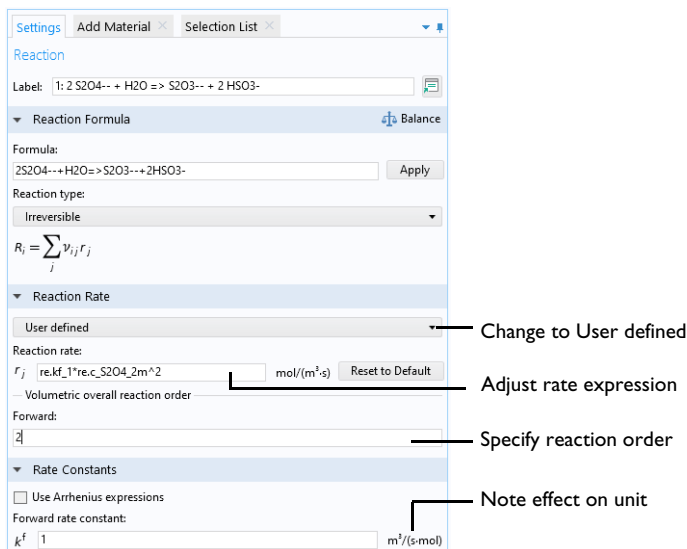 Settings Add Material Selection List
Reaction
Label: 1: 2 S2O4-- + H2O => S2O3-- + 2 HSO3-
Reaction Formula Balance
Formula:
2S2O4--+H2O=>S2O3--+2HSO3- Apply
Reaction type:
Irreversible
Rᵢ = ∑ νᵢⱼ rⱼ
j
Reaction Rate
User defined
Change to User defined
Reaction rate:
rⱼ re.kf_1*re.c_S2O4_2m^2 mol/(m³·s) Reset to Default
Adjust rate expression
Volumetric overall reaction order
Forward:
2
Specify reaction order
Rate Constants
Use Arrhenius expressions
Note effect on unit
Forward rate constant:
kᶠ 1 m³/(s·mol)